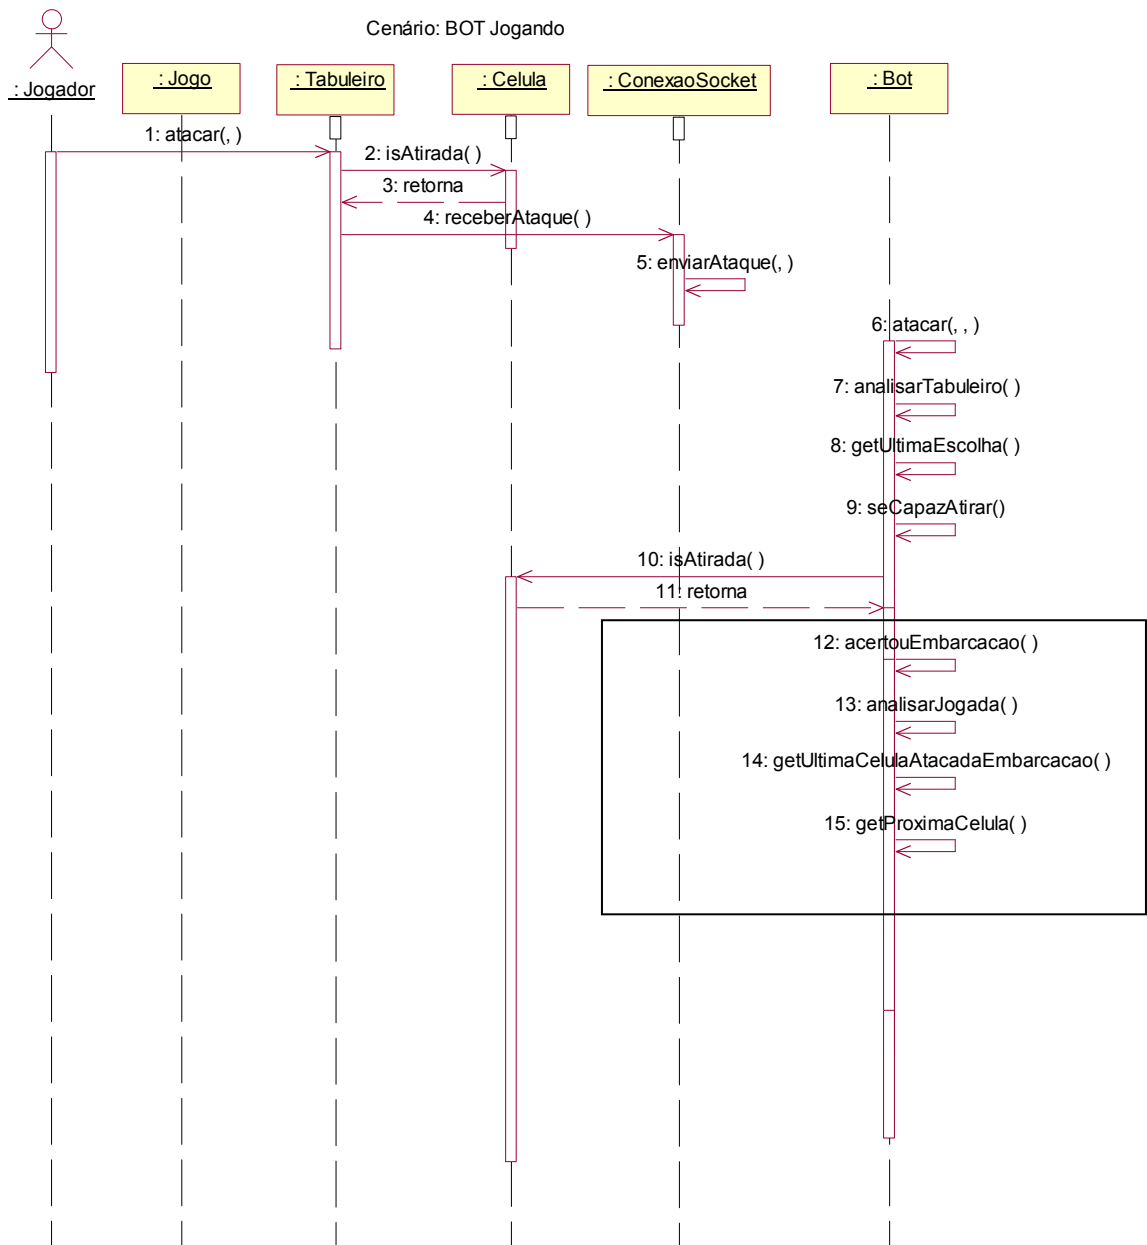 Cenário: BOT Jogando
: Jogador
: Jogo
: Tabuleiro
: Celula
: ConexaoSocket
: Bot
1: atacar(, )
2: isAtirada( )
3: retorna
4: receberAtaque( )
5: enviarAtaque(, )
6: atacar(, , )
7: analisarTabuleiro( )
8: getUltimaEscolha( )
9: seCapazAtirar()
10: isAtirada( )
11: retorna
12: acertouEmbarcacao( )
13: analisarJogada( )
14: getUltimaCelulaAtacadaEmbarcacao( )
15: getProximaCelula( )